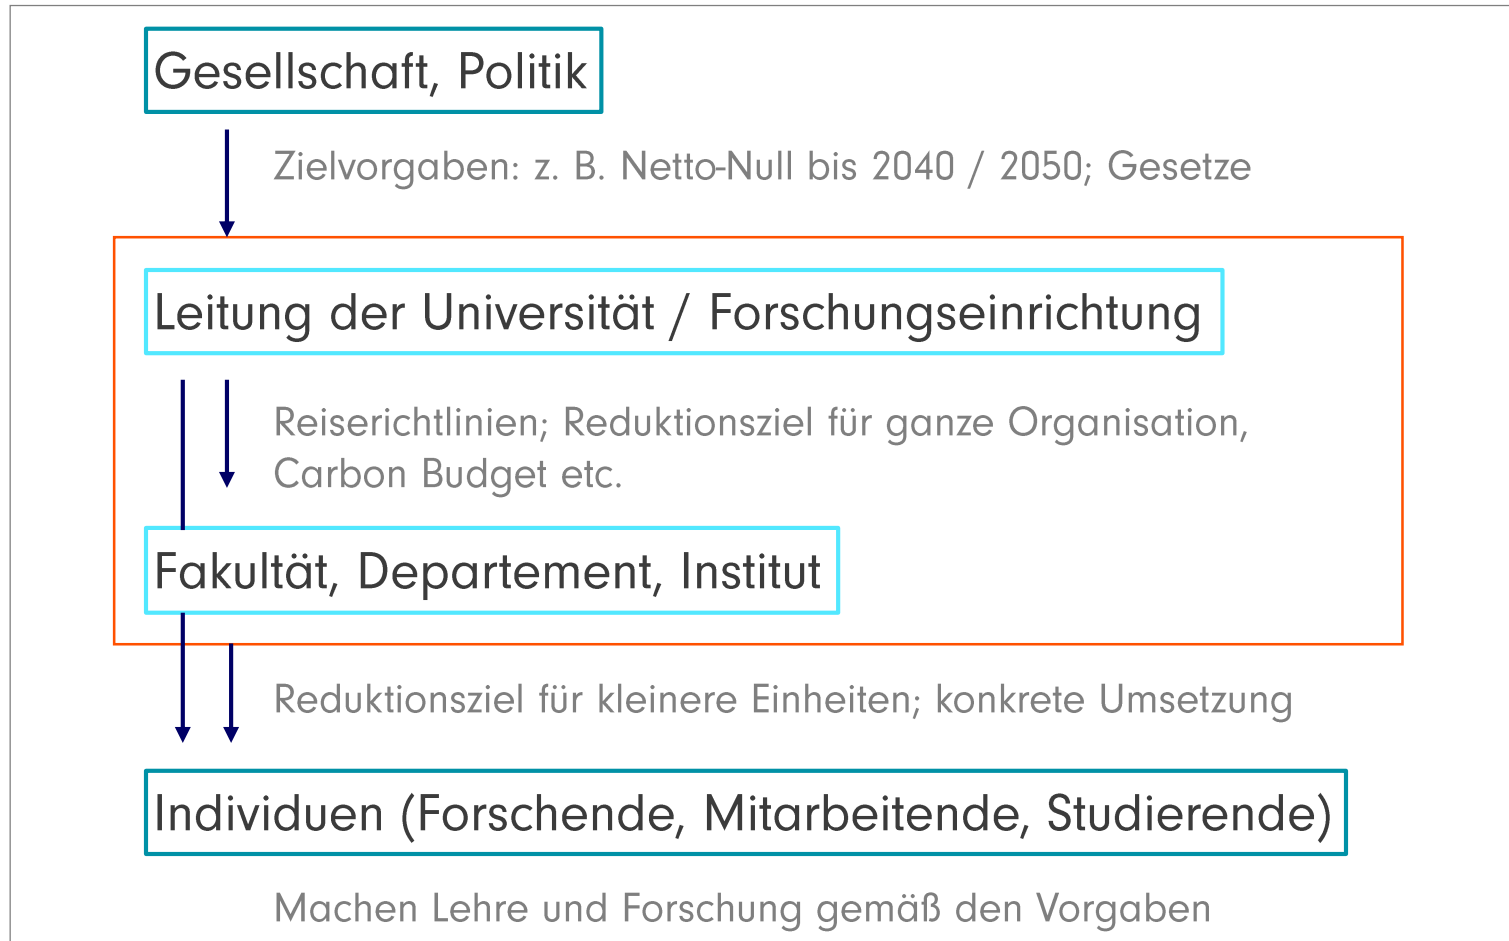 Gesellschaft, Politik
Zielvorgaben: z. B. Netto-Null bis 2040 / 2050; Gesetze
Leitung der Universität / Forschungseinrichtung
Reiserichtlinien; Reduktionsziel für ganze Organisation,
Carbon Budget etc.
Fakultät, Departement, Institut
Reduktionsziel für kleinere Einheiten; konkrete Umsetzung
Individuen (Forschende, Mitarbeitende, Studierende)
Machen Lehre und Forschung gemäß den Vorgaben